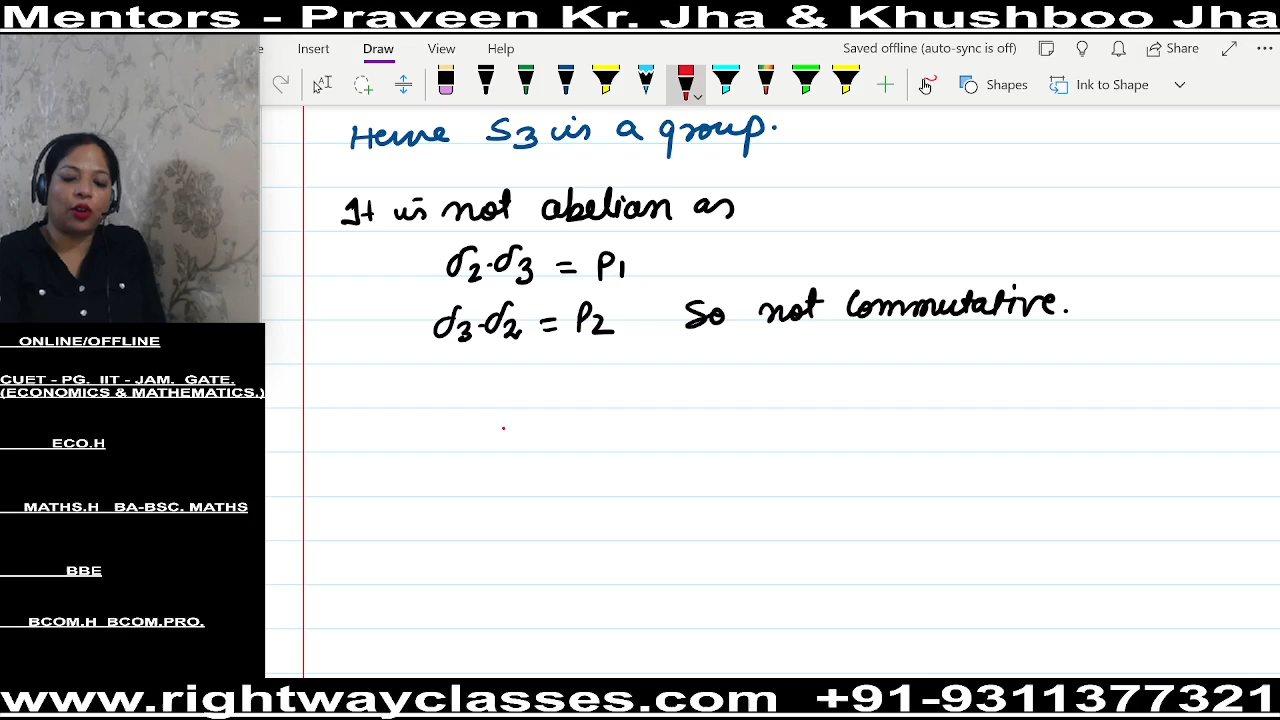 Mentors - Praveen Kr. Jha & Khushboo Jha
Insert Draw View Help Saved offline (auto-sync is off) Share
Shapes Ink to Shape
Hence S3 is a group.
It is not abelian as
σ2.σ3 = P1
σ3.σ2 = P2 So not commutative.
ONLINE/OFFLINE
CUET - PG. IIT - JAM. GATE.
(ECONOMICS & MATHEMATICS.)
ECO.H
MATHS.H BA-BSC. MATHS
BBE
BCOM.H BCOM.PRO.
www.rightwayclasses.com +91-9311377321